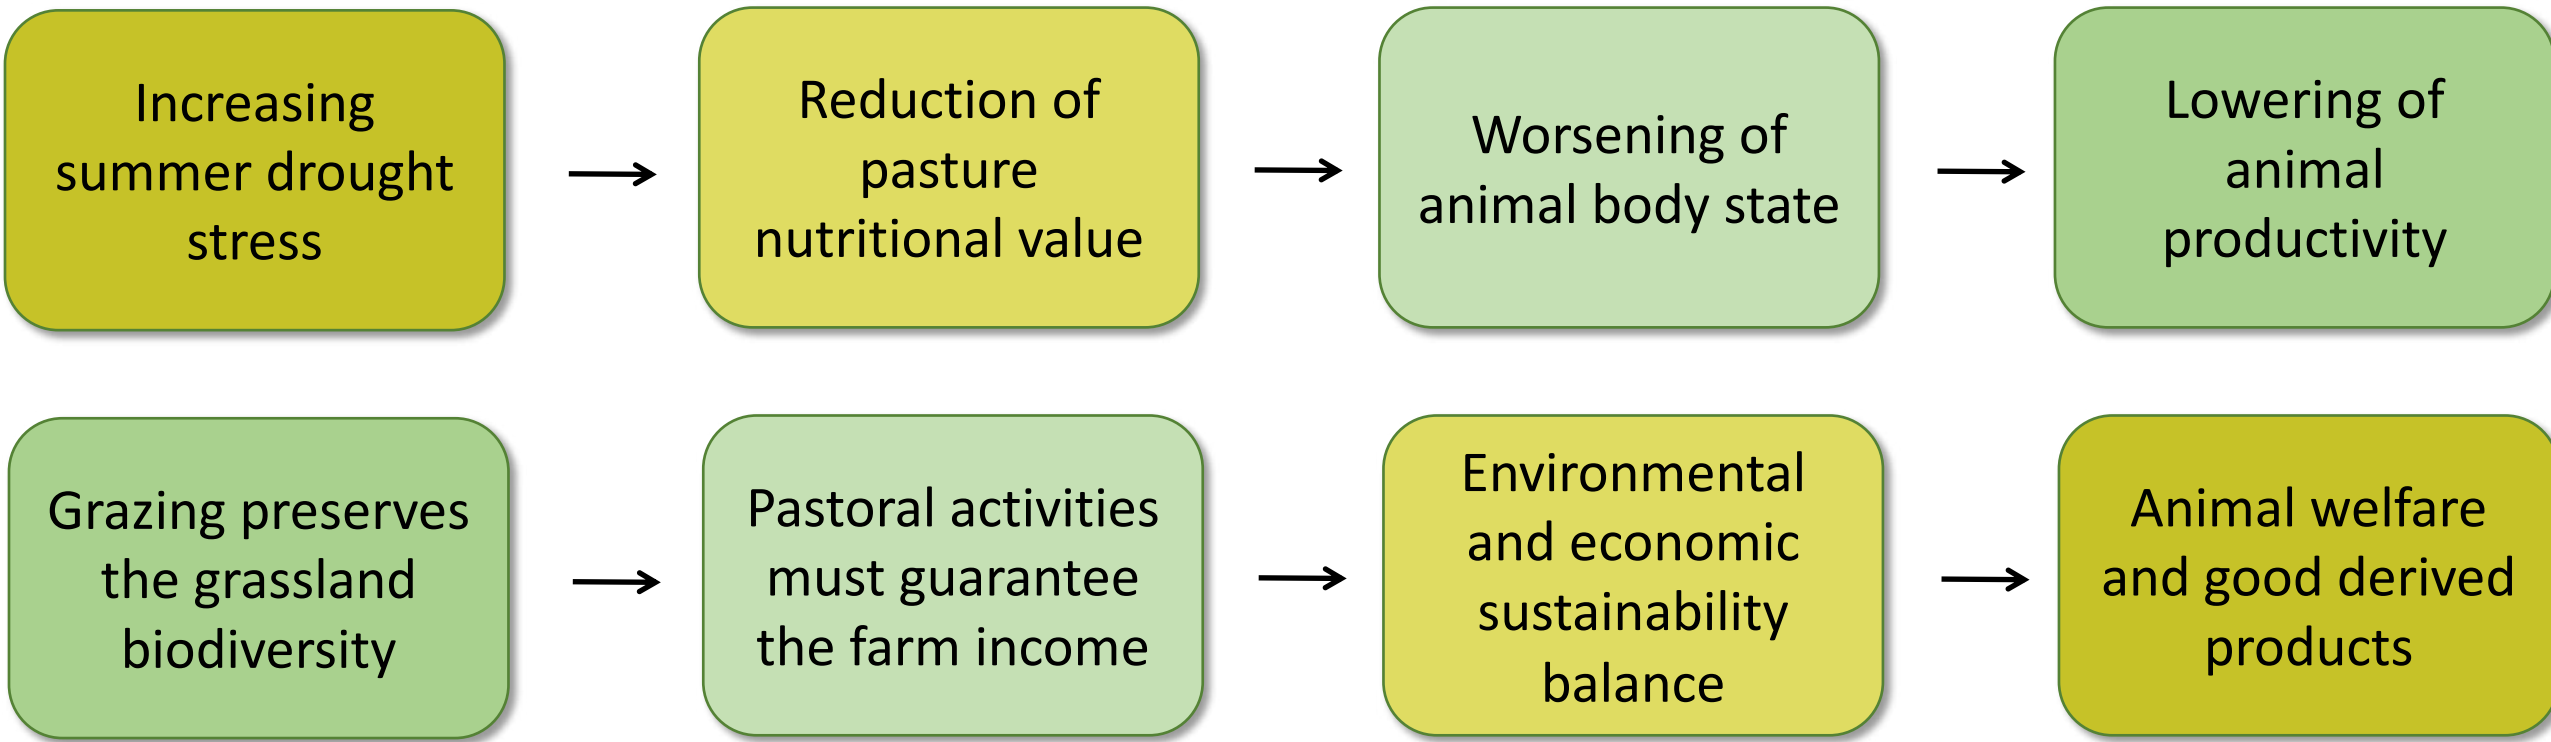 Increasing
summer drought
stress
Reduction of
pasture
nutritional value
Worsening of
animal body state
Lowering of
animal
productivity
Grazing preserves
the grassland
biodiversity
Pastoral activities
must guarantee
the farm income
Environmental
and economic
sustainability
balance
Animal welfare
and good derived
products